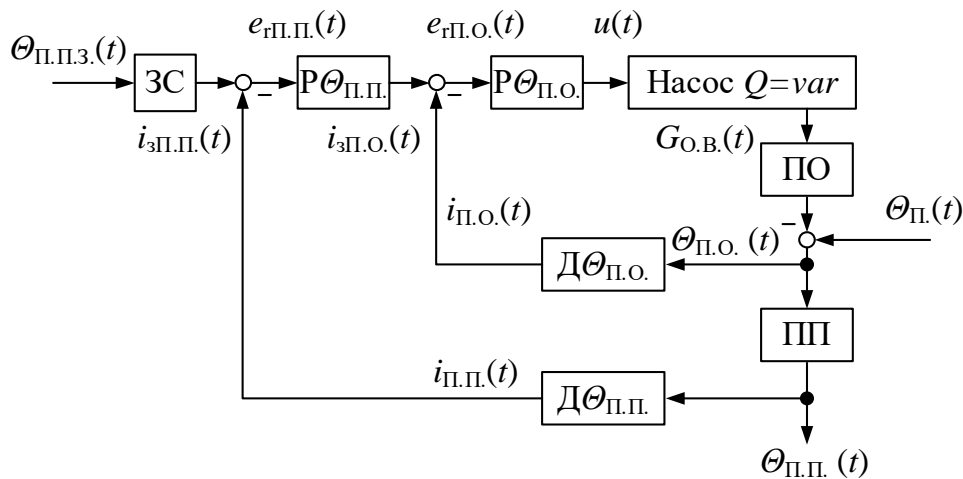 e_rП.П.(t) e_rП.О.(t) u(t)
Θ_П.П.З.(t)
ЗС − РΘ_П.П. − РΘ_П.О. Насос Q=var
i_зП.П.(t) i_зП.О.(t) G_О.В.(t)
ПО
i_П.О.(t) Θ_П.О. (t) − Θ_П.(t)
ДΘ_П.О.
ПП
i_П.П.(t)
ДΘ_П.П.
Θ_П.П. (t)